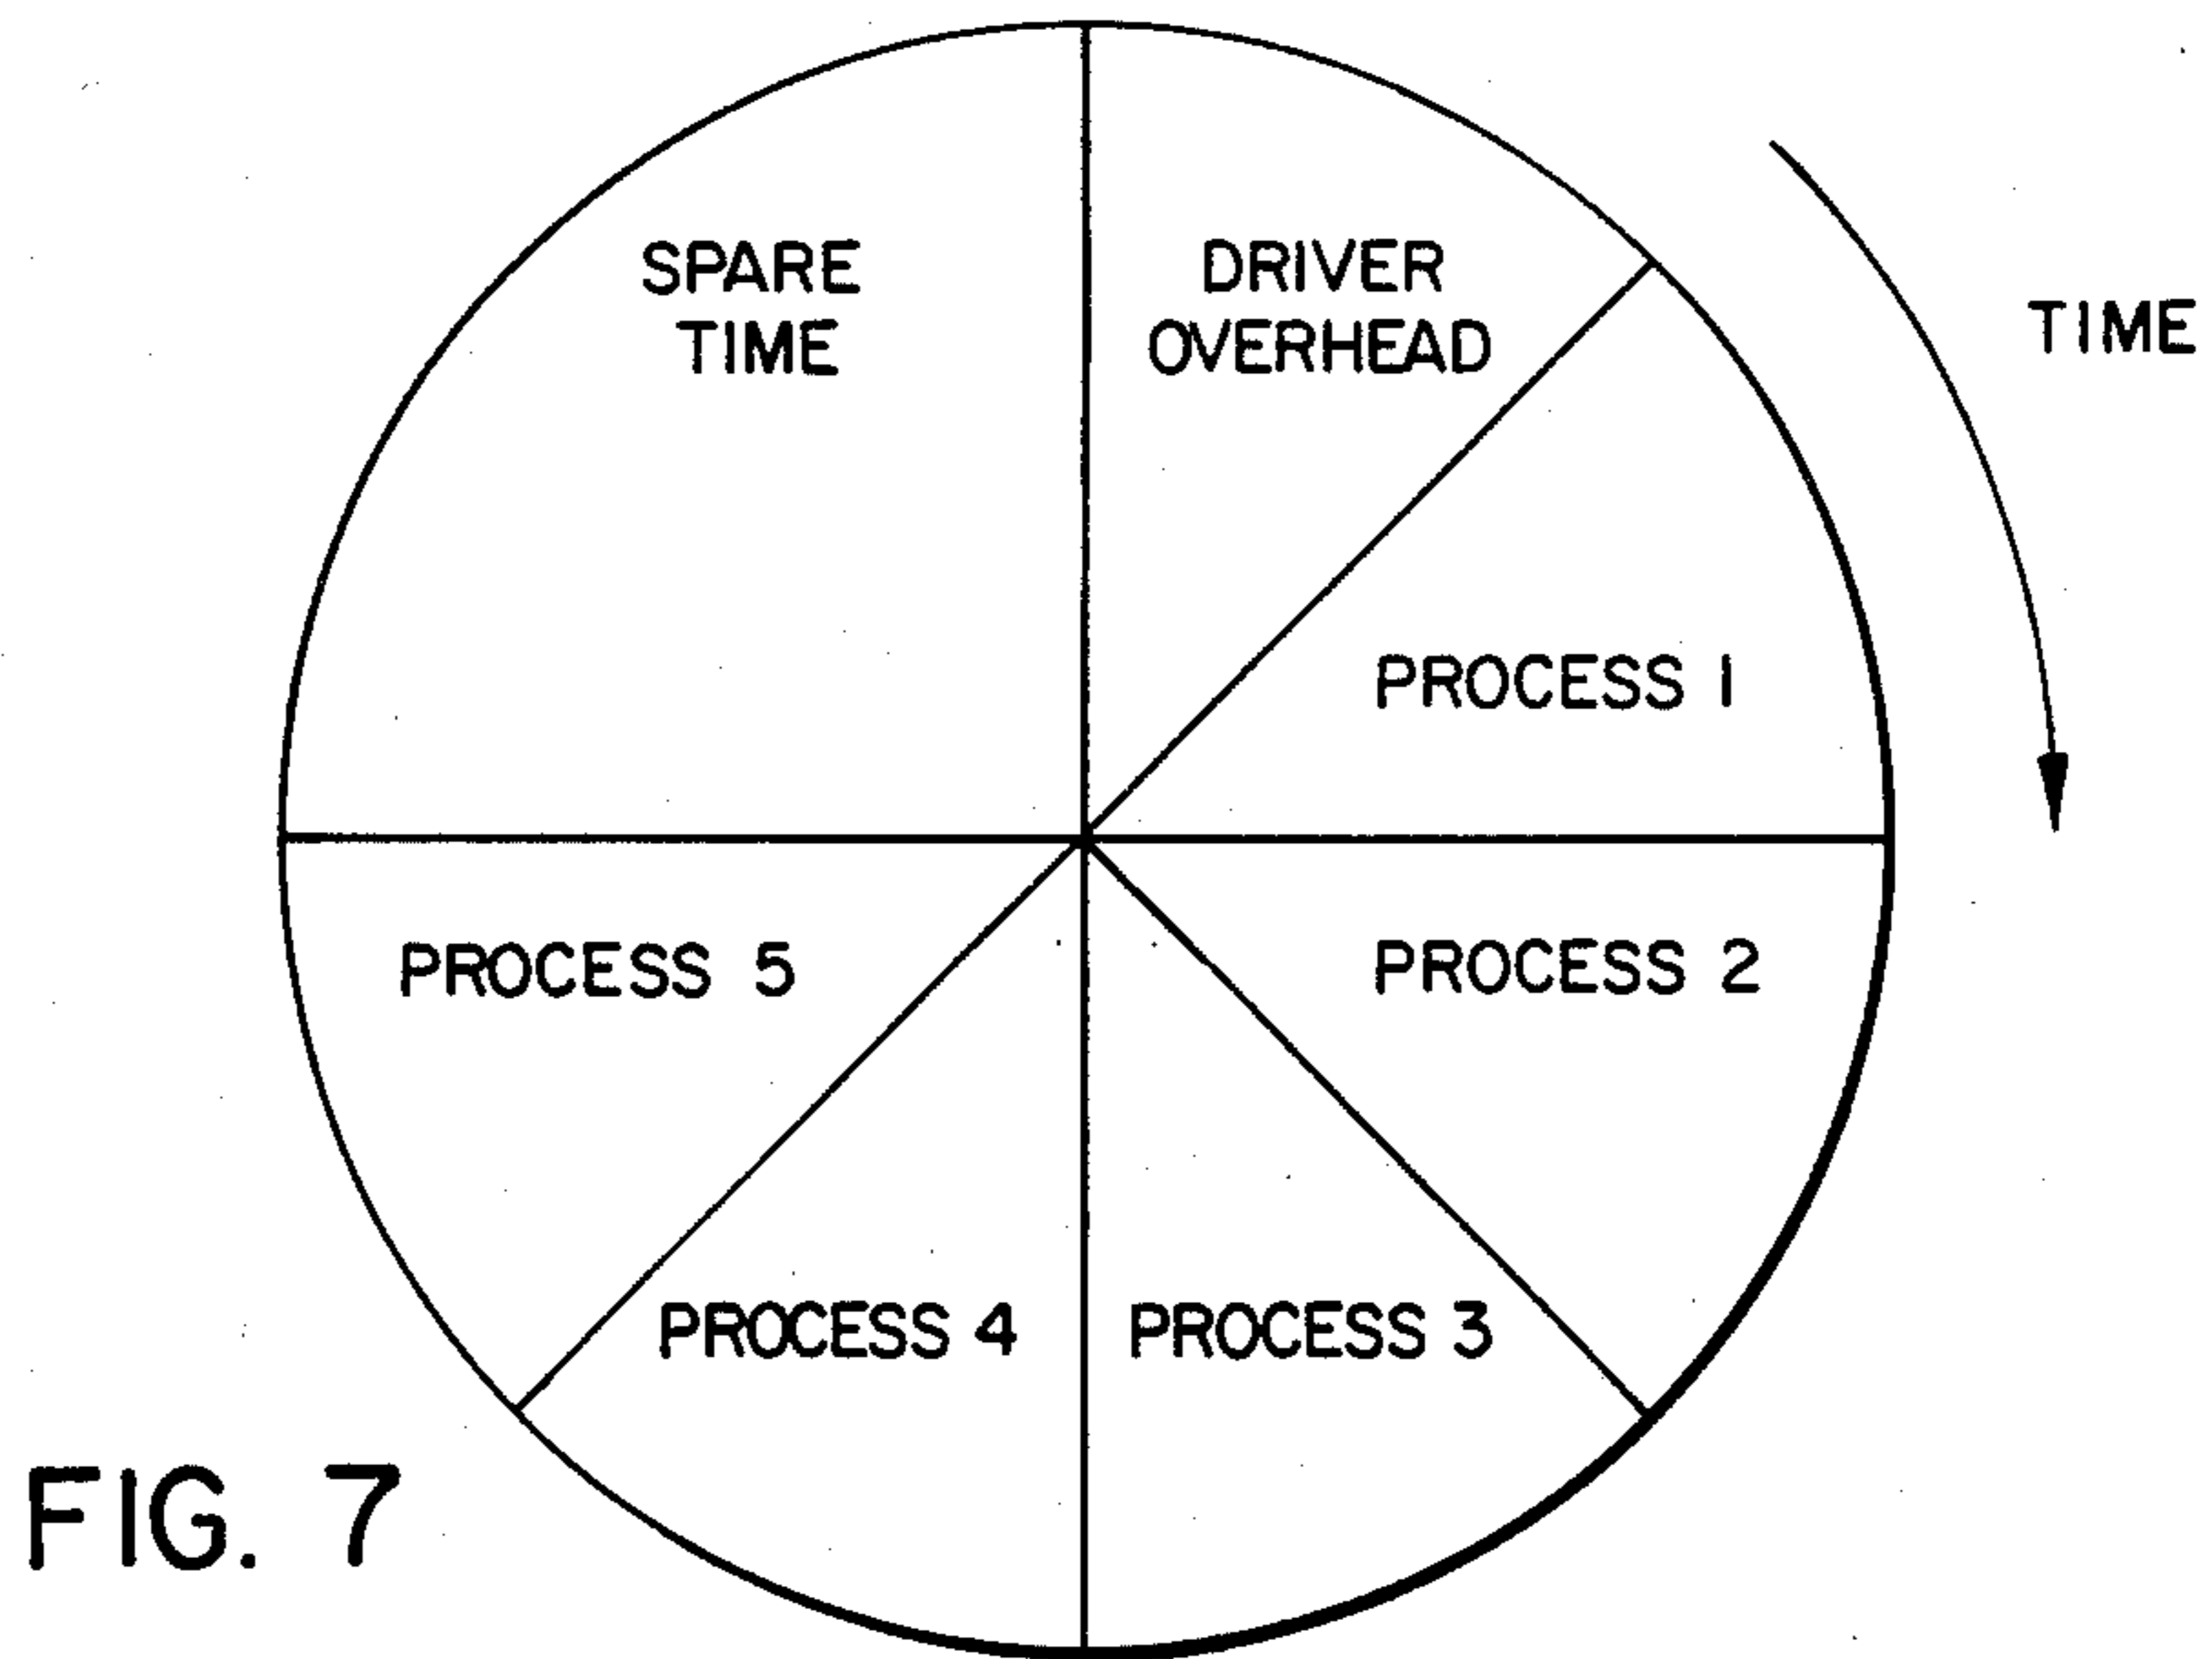 SPARE
TIME
DRIVER
OVERHEAD
TIME
PROCESS 1
PROCESS 5
PROCESS 2
PROCESS 4
PROCESS 3
FIG. 7